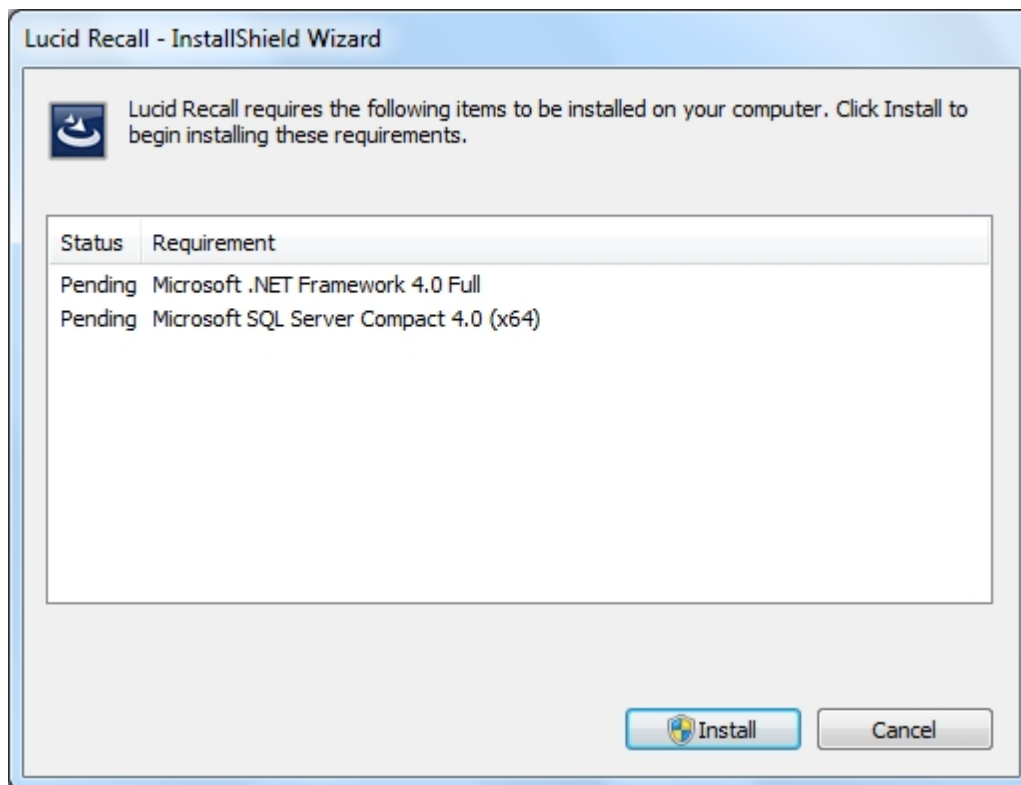 Lucid Recall - InstallShield Wizard
Lucid Recall requires the following items to be installed on your computer. Click Install to
begin installing these requirements.
Status Requirement
Pending Microsoft .NET Framework 4.0 Full
Pending Microsoft SQL Server Compact 4.0 (x64)
Install Cancel